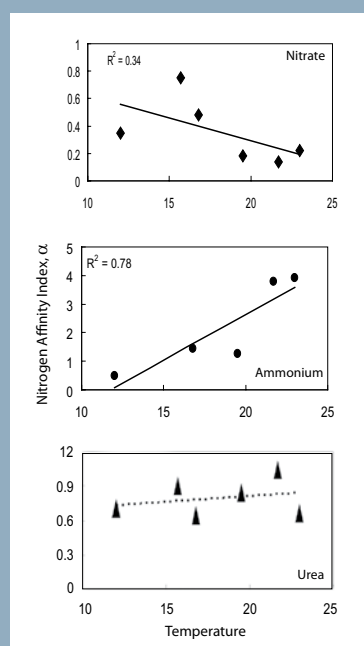 1
R² = 0.34
Nitrate
0.8
0.6
0.4
0.2
0
10 15 20 25
Nitrogen Affinity Index, α
5
R² = 0.78
4
3
2
1
Ammonium
0
10 15 20 25
12
0.9
0.6
0.3
Urea
0
10 15 20 25
Temperature